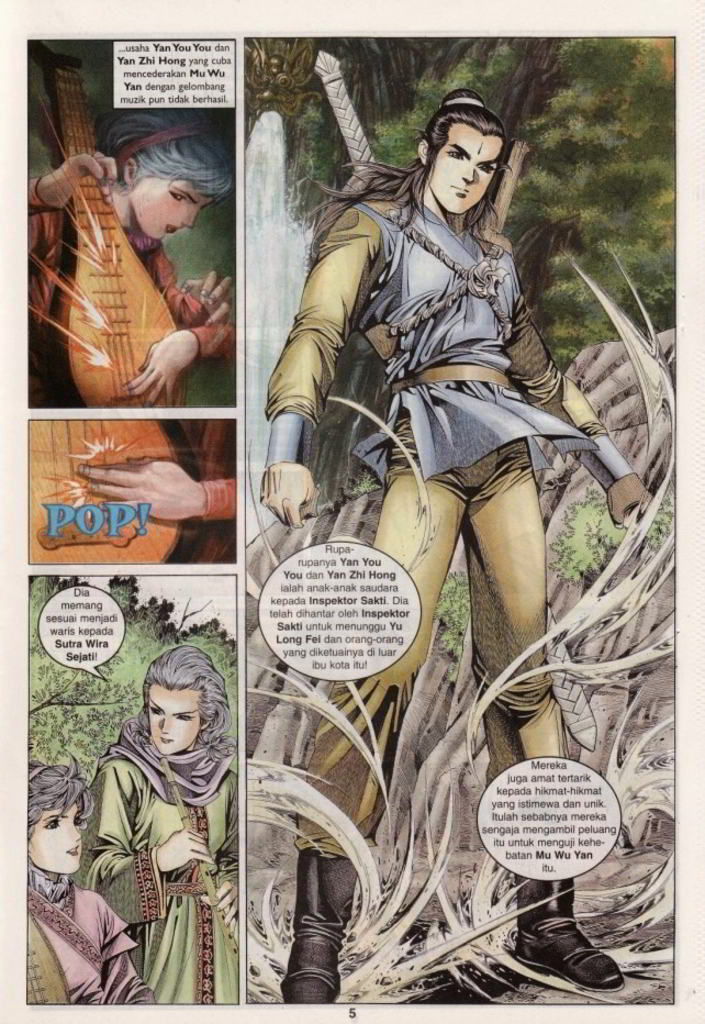 ...usaha Yan You You dan
Yan Zhi Hong yang cuba
mencederakan Mu Wu
Yan dengan gelombang
muzik pun tidak berhasil.
POP!
Dia
memang
sesuai menjadi
waris kepada
Sutra Wira
Sejati!
Rupa-
rupanya Yan You
You dan Yan Zhi Hong
ialah anak-anak saudara
kepada Inspektor Sakti. Dia
telah dihantar oleh Inspektor
Sakti untuk menunggu Yu
Long Fei dan orang-orang
yang diketuainya di luar
ibu kota itu!
Mereka
juga amat tertarik
kepada hikmat-hikmat
yang istimewa dan unik.
Itulah sebabnya mereka
sengaja mengambil peluang
itu untuk menguji kehe-
batan Mu Wu Yan
itu.
5